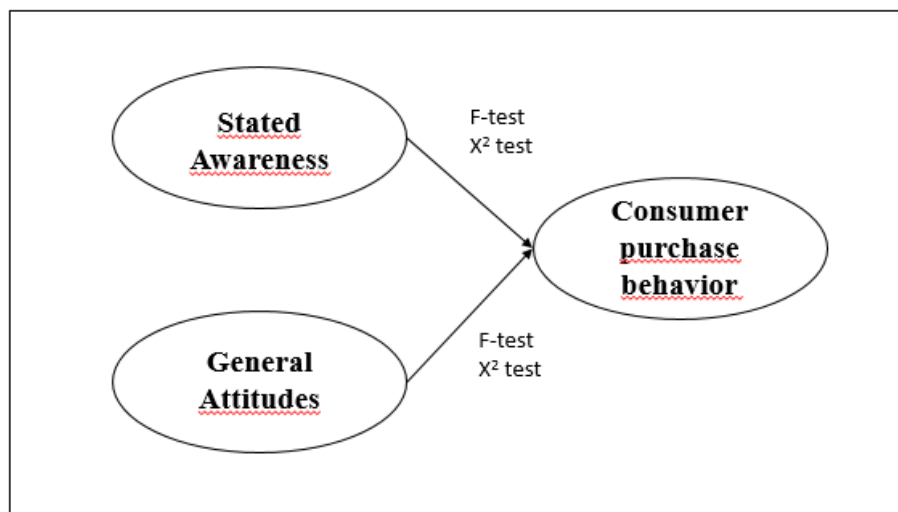 Stated
Awareness
F-test
X² test
Consumer
purchase
behavior
General
Attitudes
F-test
X² test